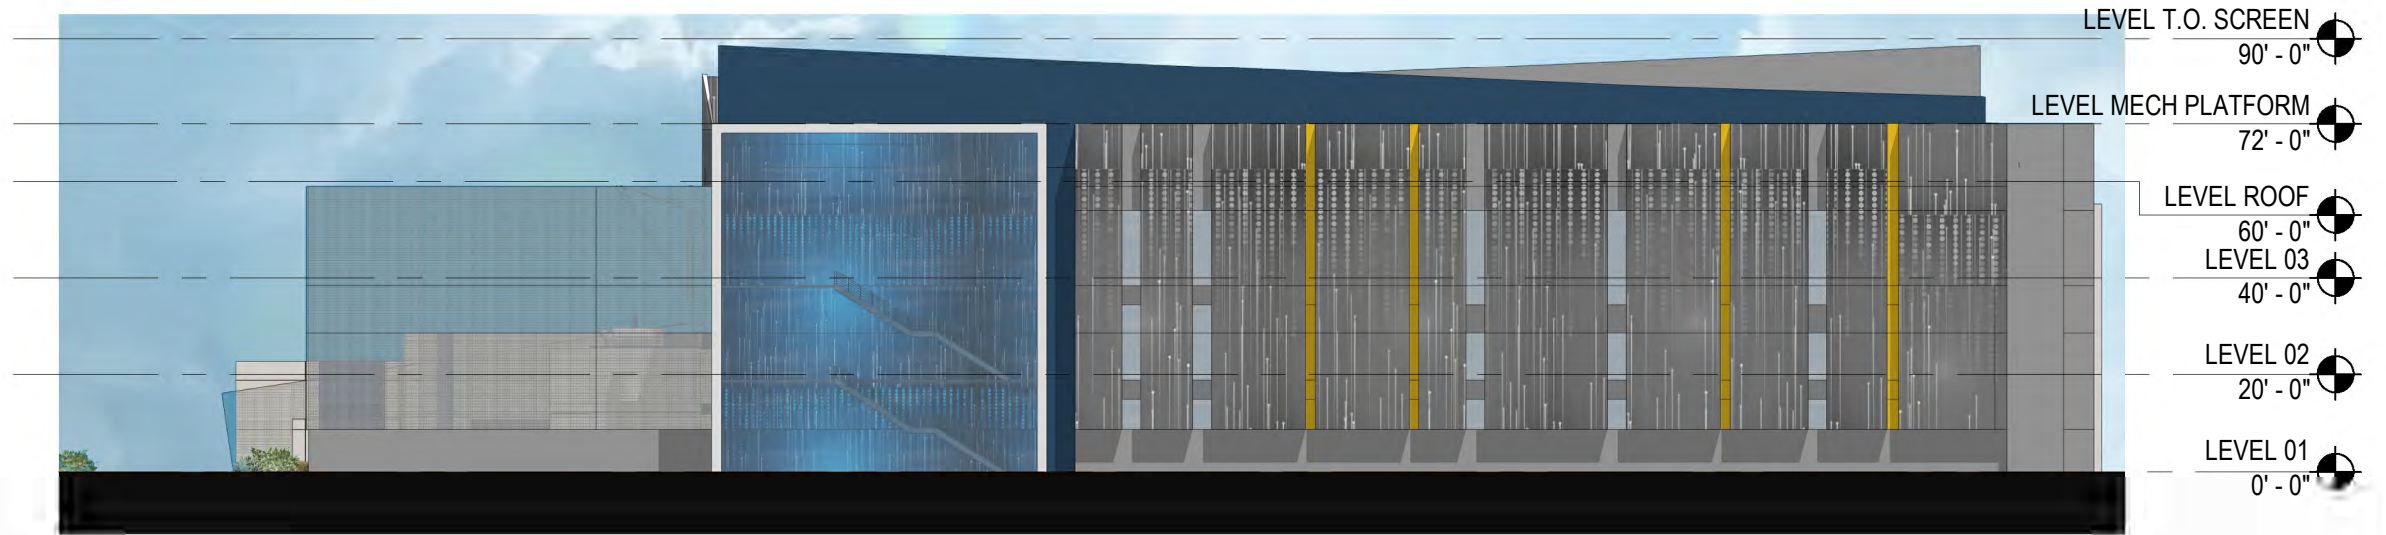 LEVEL T.O. SCREEN
90' - 0"
LEVEL MECH PLATFORM
72' - 0"
LEVEL ROOF
60' - 0"
LEVEL 03
40' - 0"
LEVEL 02
20' - 0"
LEVEL 01
0' - 0"